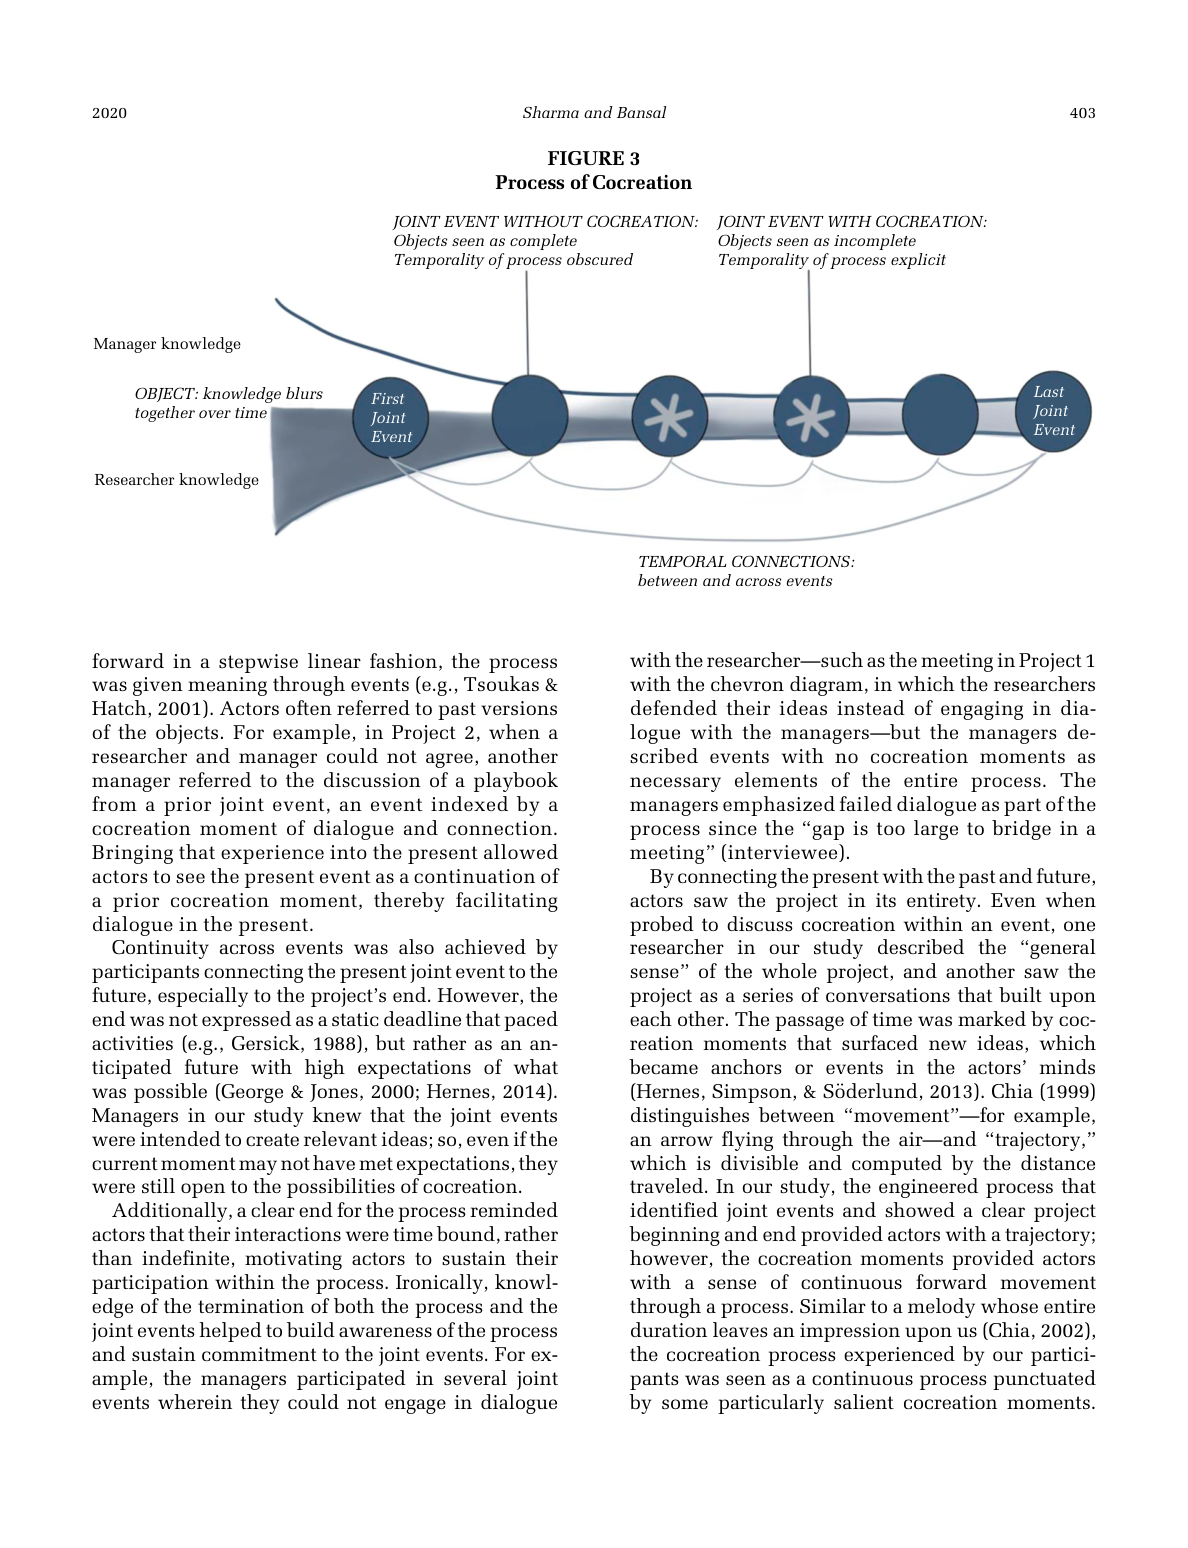 2020
Sharma and Bansal
403
FIGURE 3
Process of Cocreation
JOINT EVENT WITHOUT COCREATION:
Objects seen as complete
Temporality of process obscured
JOINT EVENT WITH COCREATION:
Objects seen as incomplete
Temporality of process explicit
Manager knowledge
OBJECT: knowledge blurs
together over time
Researcher knowledge
First
Joint
Event
Last
Joint
Event
TEMPORAL CONNECTIONS:
between and across events
forward in a stepwise linear fashion, the process
was given meaning through events (e.g., Tsoukas &
Hatch, 2001). Actors often referred to past versions
of the objects. For example, in Project 2, when a
researcher and manager could not agree, another
manager referred to the discussion of a playbook
from a prior joint event, an event indexed by a
cocreation moment of dialogue and connection.
Bringing that experience into the present allowed
actors to see the present event as a continuation of
a prior cocreation moment, thereby facilitating
dialogue in the present.
Continuity across events was also achieved by
participants connecting the present joint event to the
future, especially to the project's end. However, the
end was not expressed as a static deadline that paced
activities (e.g., Gersick, 1988), but rather as an an-
ticipated future with high expectations of what
was possible (George & Jones, 2000; Hernes, 2014).
Managers in our study knew that the joint events
were intended to create relevant ideas; so, even if the
current moment may not have met expectations, they
were still open to the possibilities of cocreation.
Additionally, a clear end for the process reminded
actors that their interactions were time bound, rather
than indefinite, motivating actors to sustain their
participation within the process. Ironically, knowl-
edge of the termination of both the process and the
joint events helped to build awareness of the process
and sustain commitment to the joint events. For ex-
ample, the managers participated in several joint
events wherein they could not engage in dialogue
with the researcher—such as the meeting in Project 1
with the chevron diagram, in which the researchers
defended their ideas instead of engaging in dia-
logue with the managers—but the managers de-
scribed events with no cocreation moments as
necessary elements of the entire process. The
managers emphasized failed dialogue as part of the
process since the “gap is too large to bridge in a
meeting” (interviewee).
By connecting the present with the past and future,
actors saw the project in its entirety. Even when
probed to discuss cocreation within an event, one
researcher in our study described the “general
sense” of the whole project, and another saw the
project as a series of conversations that built upon
each other. The passage of time was marked by coc-
reation moments that surfaced new ideas, which
became anchors or events in the actors' minds
(Hernes, Simpson, & Söderlund, 2013). Chia (1999)
distinguishes between “movement”—for example,
an arrow flying through the air—and “trajectory,”
which is divisible and computed by the distance
traveled. In our study, the engineered process that
identified joint events and showed a clear project
beginning and end provided actors with a trajectory;
however, the cocreation moments provided actors
with a sense of continuous forward movement
through a process. Similar to a melody whose entire
duration leaves an impression upon us (Chia, 2002),
the cocreation process experienced by our partici-
pants was seen as a continuous process punctuated
by some particularly salient cocreation moments.